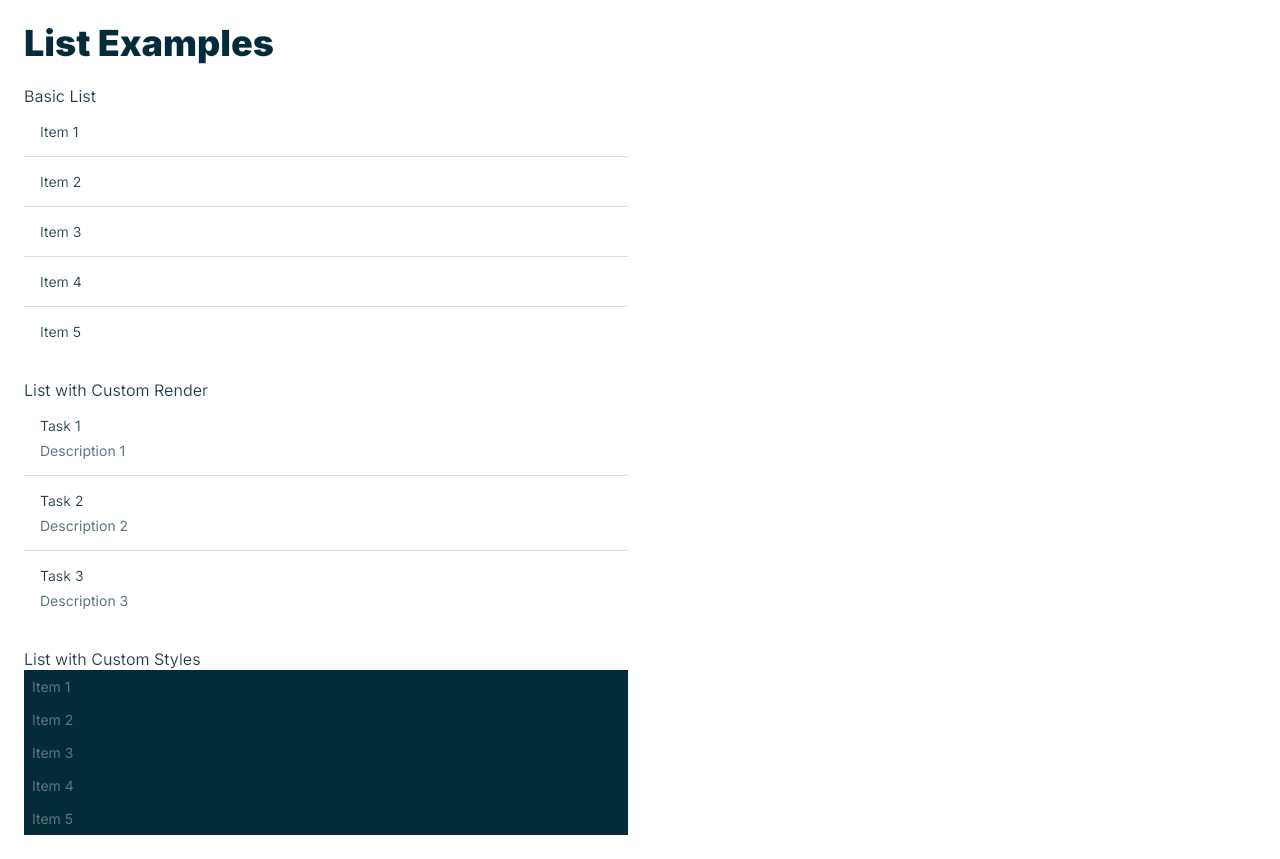 List Examples
Basic List
Item 1
Item 2
Item 3
Item 4
Item 5
List with Custom Render
Task 1
Description 1
Task 2
Description 2
Task 3
Description 3
List with Custom Styles
Item 1
Item 2
Item 3
Item 4
Item 5